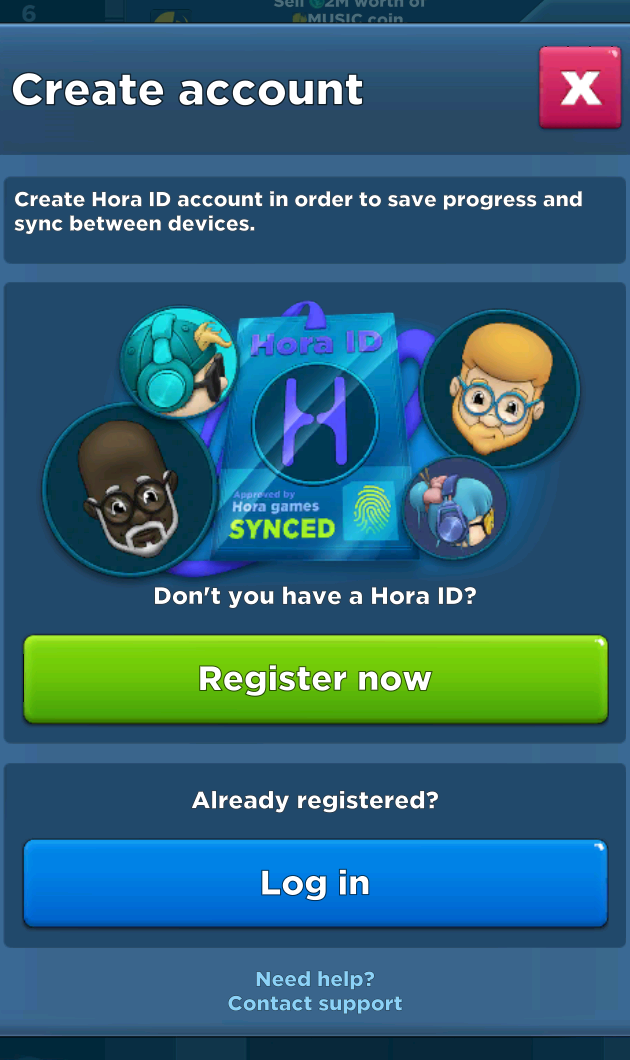 6
Sell 2M worth of
MUSIC coin
Create account
X
Create Hora ID account in order to save progress and
sync between devices.
Hora ID
H
Approved by
Hora games
SYNCED
Don't you have a Hora ID?
Register now
Already registered?
Log in
Need help?
Contact support